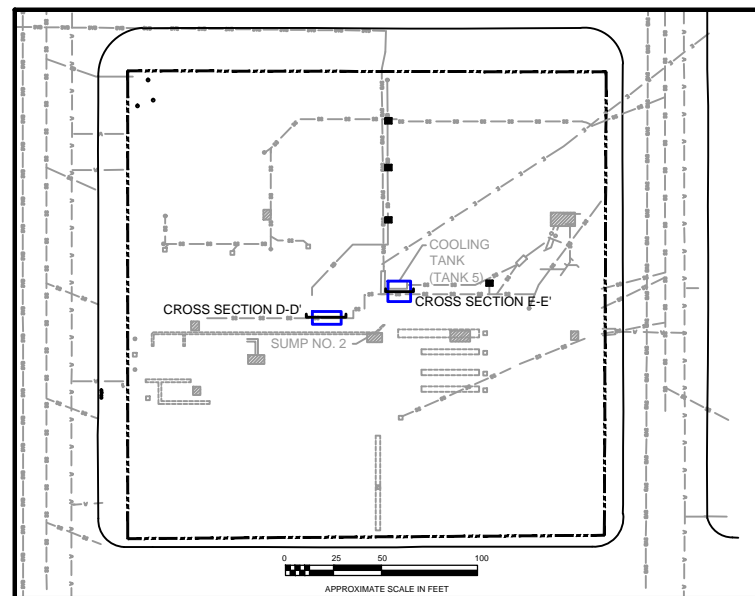 COOLING
TANK
(TANK 5)
CROSS SECTION D-D'
CROSS SECTION E-E'
SUMP NO. 2
0 25 50 100
APPROXIMATE SCALE IN FEET